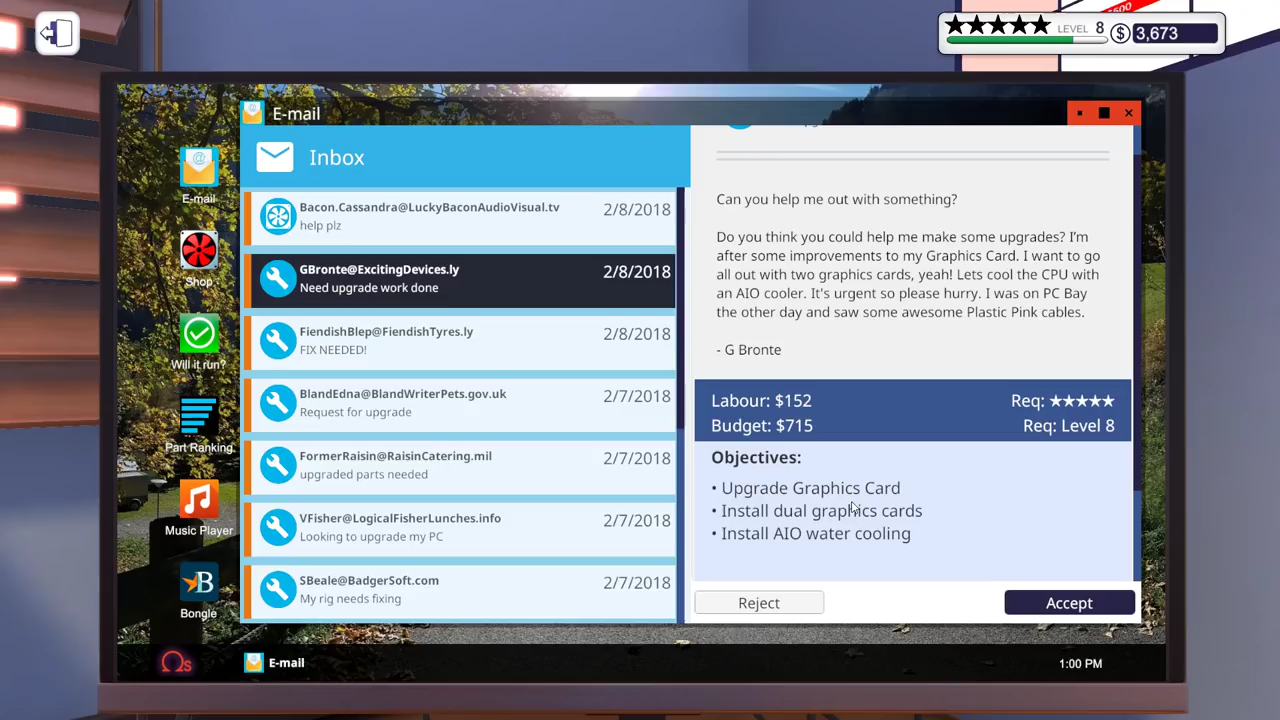 LEVEL 8
$ 3,673
E-mail
Inbox
Bacon.Cassandra@LuckyBaconAudioVisual.tv 2/8/2018
help plz
GBronte@ExcitingDevices.ly 2/8/2018
Need upgrade work done
FiendishBlep@FiendishTyres.ly 2/8/2018
FIX NEEDED!
BlandEdna@BlandWriterPets.gov.uk 2/7/2018
Request for upgrade
FormerRaisin@RaisinCatering.mil 2/7/2018
upgraded parts needed
VFisher@LogicalFisherLunches.info 2/7/2018
Looking to upgrade my PC
SBeale@BadgerSoft.com 2/7/2018
My rig needs fixing
Can you help me out with something?
Do you think you could help me make some upgrades? I'm
after some improvements to my Graphics Card. I want to go
all out with two graphics cards, yeah! Lets cool the CPU with
an AIO cooler. It's urgent so please hurry. I was on PC Bay
the other day and saw some awesome Plastic Pink cables.
- G Bronte
Labour: $152 Req: ★★★★★
Budget: $715 Req: Level 8
Objectives:
• Upgrade Graphics Card
• Install dual graphics cards
• Install AIO water cooling
Reject
Accept
E-mail
Shop
Will it run?
Part Ranking
Music Player
Bongle
Ωs
E-mail
1:00 PM